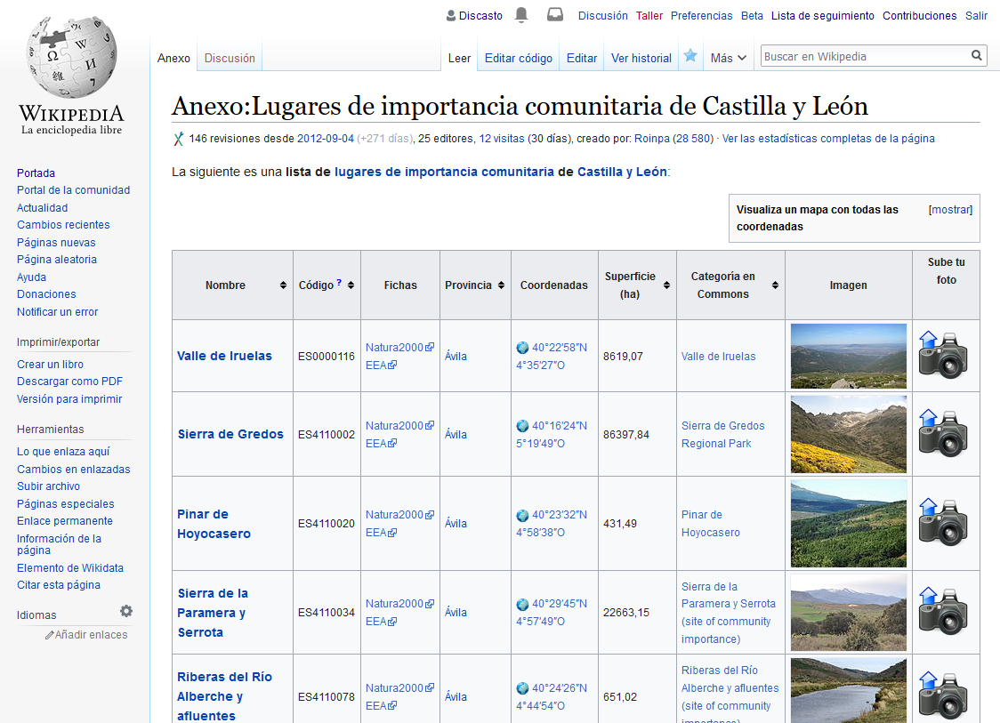 Discasto Discusión Taller Preferencias Beta Lista de seguimiento Contribuciones Salir
Anexo Discusión Leer Editar código Editar Ver historial Más Buscar en Wikipedia
WIKIPEDIA
La enciclopedia libre
Portada
Portal de la comunidad
Actualidad
Cambios recientes
Páginas nuevas
Página aleatoria
Ayuda
Donaciones
Notificar un error
Imprimir/exportar
Crear un libro
Descargar como PDF
Versión para imprimir
Herramientas
Lo que enlaza aquí
Cambios en enlazadas
Subir archivo
Páginas especiales
Enlace permanente
Información de la
página
Elemento de Wikidata
Citar esta página
Idiomas
Añadir enlaces
Anexo:Lugares de importancia comunitaria de Castilla y León
146 revisiones desde 2012-09-04 (+271 días), 25 editores, 12 visitas (30 días), creado por: Roinpa (28 580) · Ver las estadísticas completas de la página
La siguiente es una lista de lugares de importancia comunitaria de Castilla y León:
Visualiza un mapa con todas las [mostrar]
coordenadas
Nombre Código ? Fichas Provincia Coordenadas Superficie
(ha) Categoría en
Commons Imagen Sube tu
foto
Valle de Iruelas ES0000116 Natura2000
EEA Ávila 40°22′58″N
4°35′27″O 8619,07 Valle de Iruelas
Sierra de Gredos ES4110002 Natura2000
EEA Ávila 40°16′24″N
5°19′49″O 86397,84 Sierra de Gredos
Regional Park
Pinar de
Hoyocasero ES4110020 Natura2000
EEA Ávila 40°23′32″N
4°58′38″O 431,49 Pinar de
Hoyocasero
Sierra de la
Paramera y
Serrota ES4110034 Natura2000
EEA Ávila 40°29′45″N
4°57′49″O 22663,15 Sierra de la
Paramera y Serrota
(site of community
importance)
Riberas del Río
Alberche y
afluentes ES4110078 Natura2000
EEA Ávila 40°24′26″N
4°44′54″O 651,02 Riberas del Río
Alberche y afluentes
(site of community
importance)